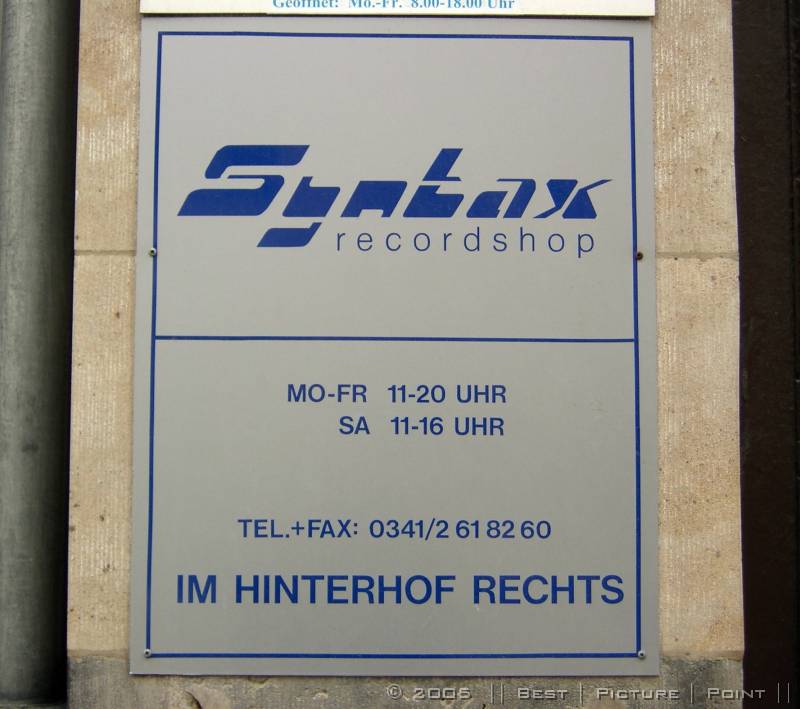 Geöffnet: Mo.-Fr. 8.00-18.00 Uhr
Syntax
recordshop
MO-FR 11-20 UHR
SA 11-16 UHR
TEL.+FAX: 0341/2 61 82 60
IM HINTERHOF RECHTS
© 2006 || Best | Picture | Point ||